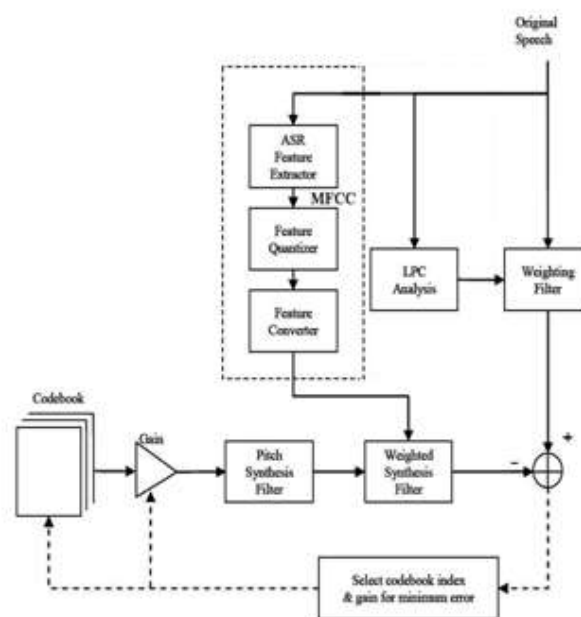 Original
Speech
ASR
Feature
Extractor
MFCC
Feature
Quantizer
Feature
Converter
LPC
Analysis
Weighting
Filter
Codebook
Gain
Pitch
Synthesis
Filter
Weighted
Synthesis
Filter
+
−
Select codebook index
& gain for minimum error